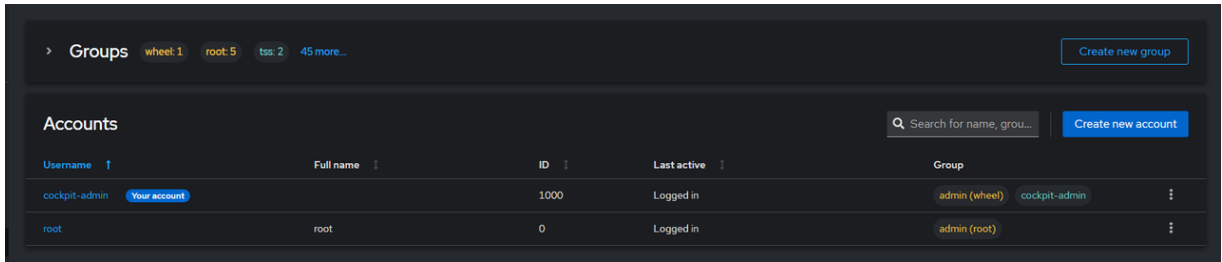 Groups wheel: 1 root: 5 tss: 2 45 more... Create new group
Accounts Search for name, grou... Create new account
Username Full name ID Last active Group
cockpit-admin Your account 1000 Logged in admin (wheel) cockpit-admin
root root 0 Logged in admin (root)